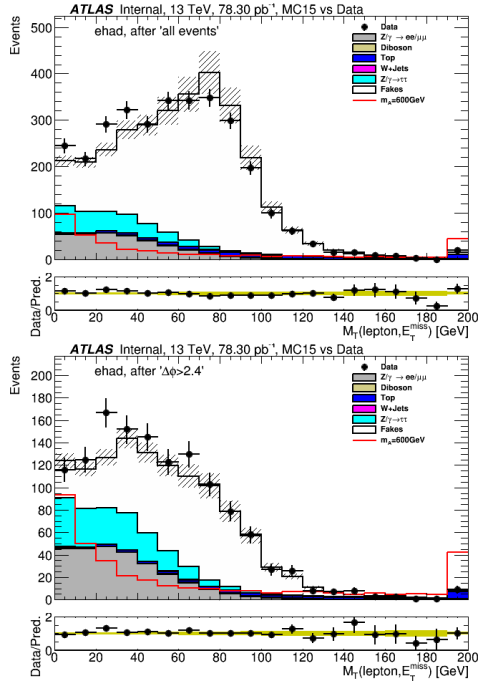 ATLAS Internal, 13 TeV, 78.30 pb⁻¹, MC15 vs Data
Events
ehad, after 'all events'
Data
Z/γ → ee/μμ
Diboson
Top
W+Jets
Z/γ→ττ
Fakes
m_A=600GeV
500
400
300
200
100
0
Data/Pred.
2
0
0 20 40 60 80 100 120 140 160 180 200
M_T(lepton,E_T^miss) [GeV]
ATLAS Internal, 13 TeV, 78.30 pb⁻¹, MC15 vs Data
Events
ehad, after 'Δϕ>2.4'
Data
Z/γ → ee/μμ
Diboson
Top
W+Jets
Z/γ→ττ
Fakes
m_A=600GeV
200
180
160
140
120
100
80
60
40
20
0
Data/Pred.
2
0
0 20 40 60 80 100 120 140 160 180 200
M_T(lepton,E_T^miss) [GeV]